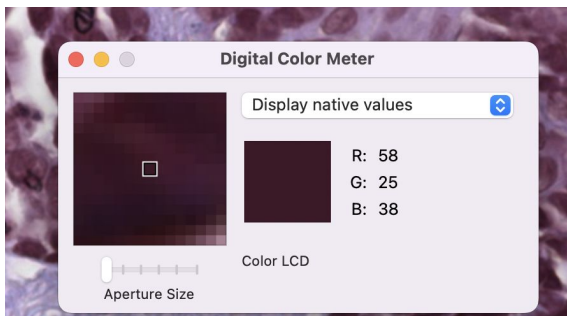 Digital Color Meter
Display native values
R: 58
G: 25
B: 38
Color LCD
Aperture Size